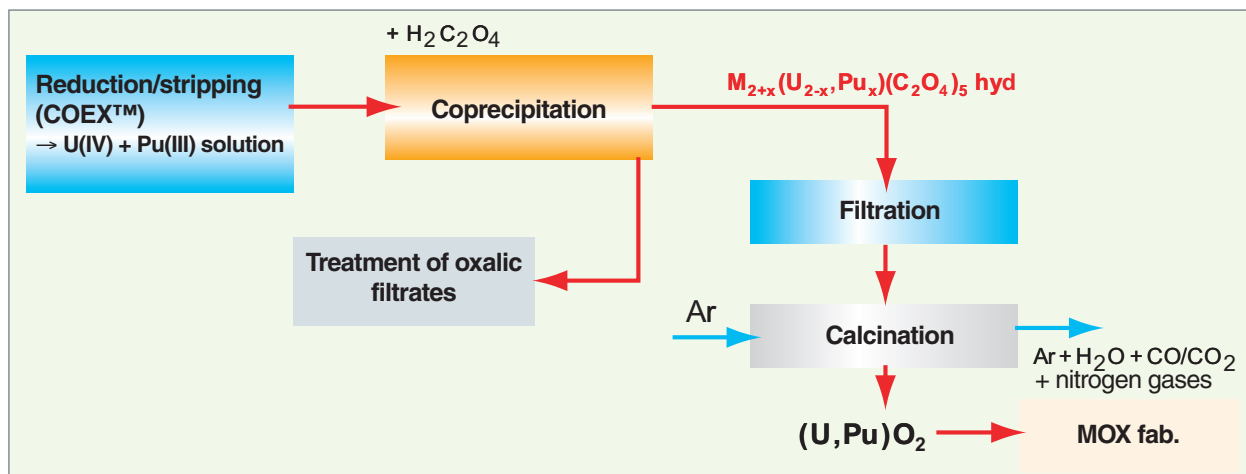 + H2C2O4
Reduction/stripping
(COEX™)
→ U(IV) + Pu(III) solution
Coprecipitation
M2+x(U2-x,Pux)(C2O4)5 hyd
Filtration
Treatment of oxalic
filtrates
Ar
Calcination
Ar + H2O + CO/CO2
+ nitrogen gases
(U,Pu)O2
MOX fab.